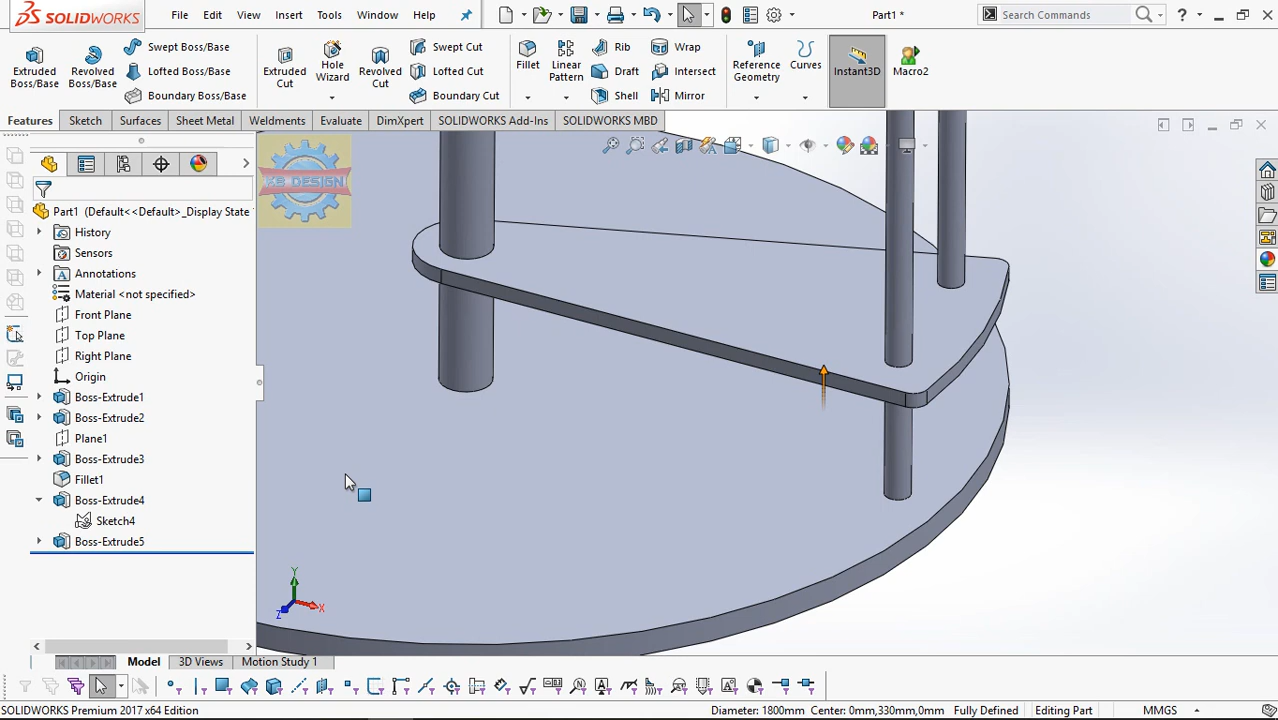 SOLIDWORKS
File Edit View Insert Tools Window Help
Part1 *
Search Commands
?
Extruded Boss/Base
Revolved Boss/Base
Swept Boss/Base
Lofted Boss/Base
Boundary Boss/Base
Extruded Cut
Hole Wizard
Revolved Cut
Swept Cut
Lofted Cut
Boundary Cut
Fillet
Linear Pattern
Rib
Draft
Shell
Wrap
Intersect
Mirror
Reference Geometry
Curves
Instant3D
Macro2
Features Sketch Surfaces Sheet Metal Weldments Evaluate DimXpert SOLIDWORKS Add-Ins SOLIDWORKS MBD
KB DESIGN
Part1 (Default<<Default>_Display State
History
Sensors
Annotations
Material <not specified>
Front Plane
Top Plane
Right Plane
Origin
Boss-Extrude1
Boss-Extrude2
Plane1
Boss-Extrude3
Fillet1
Boss-Extrude4
Sketch4
Boss-Extrude5
Y
X
Z
Model 3D Views Motion Study 1
SOLIDWORKS Premium 2017 x64 Edition
Diameter: 1800mm Center: 0mm,330mm,0mm Fully Defined Editing Part MMGS